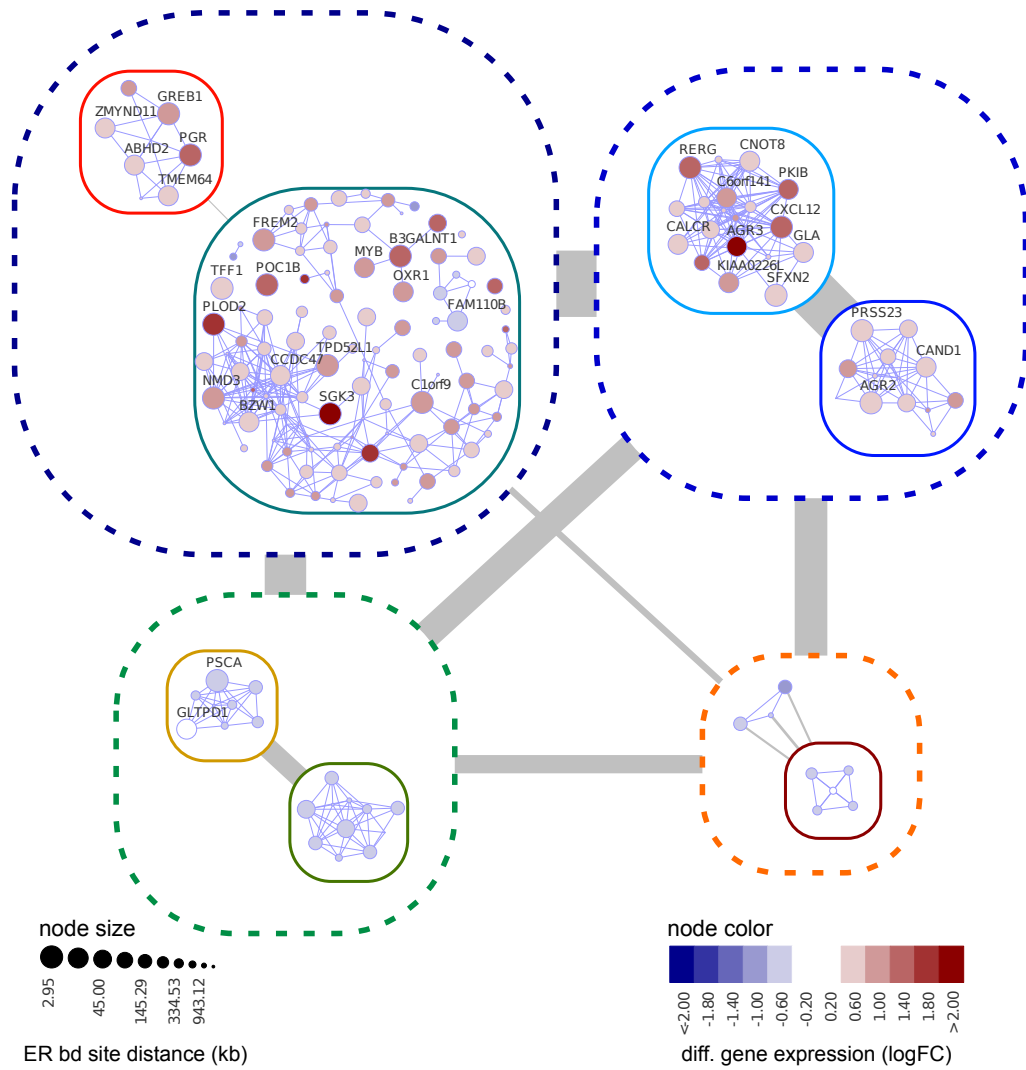 GREB1
ZMYND11
PGR
ABHD2
TMEM64
FREM2
B3GALNT1
MYB
TFF1
POC1B
OXR1
PLOD2
FAM110B
TPD52L1
CCDC47
NMD3
SGK3
C1orf9
BZW1
RERG
CNOT8
PKIB
C6orf141
CXCL12
CALCR
AGR3
GLA
KIAA0226L
SFXN2
PRSS23
CAND1
AGR2
PSCA
GLTPD1
node size
2.95
45.00
145.29
334.53
943.12
ER bd site distance (kb)
node color
<-2.00
-1.80
-1.40
-1.00
-0.60
-0.20
0.20
0.60
1.00
1.40
1.80
>2.00
diff. gene expression (logFC)